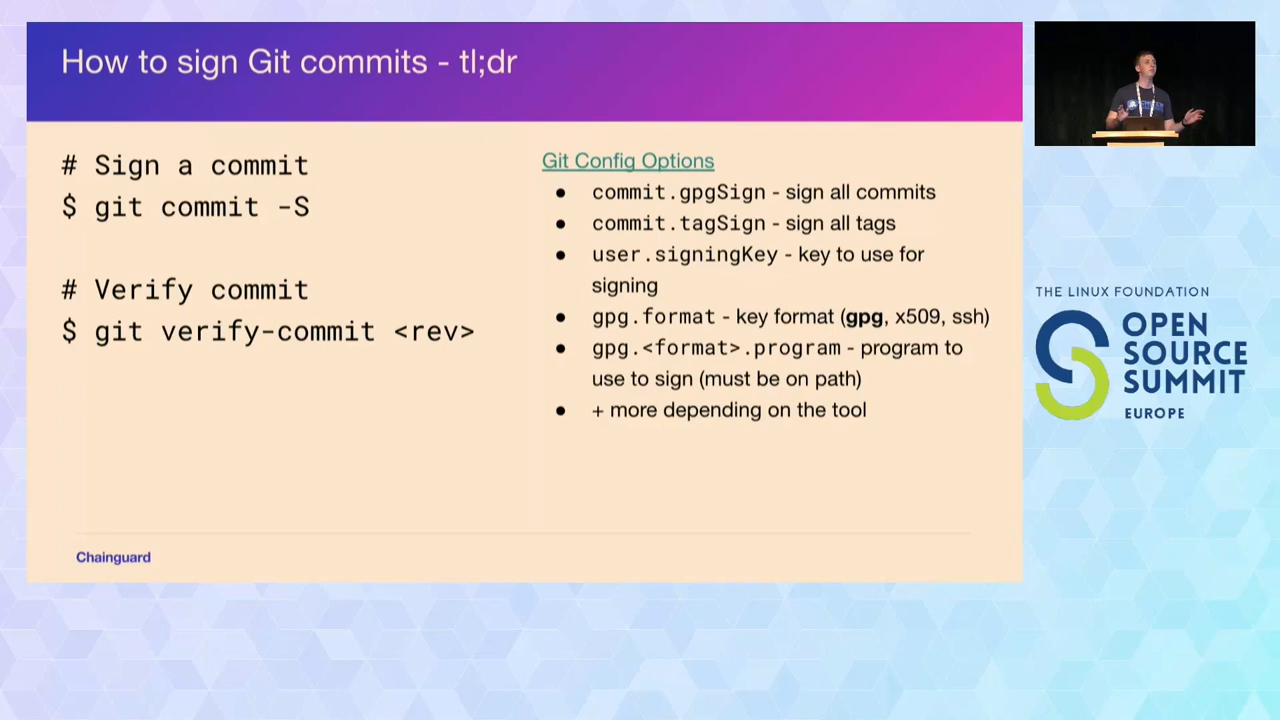 How to sign Git commits - tl;dr
# Sign a commit
$ git commit -S
# Verify commit
$ git verify-commit <rev>
Git Config Options
● commit.gpgSign - sign all commits
● commit.tagSign - sign all tags
● user.signingKey - key to use for
signing
● gpg.format - key format (gpg, x509, ssh)
● gpg.<format>.program - program to
use to sign (must be on path)
● + more depending on the tool
Chainguard
THE LINUX FOUNDATION
OPEN
SOURCE
SUMMIT
EUROPE